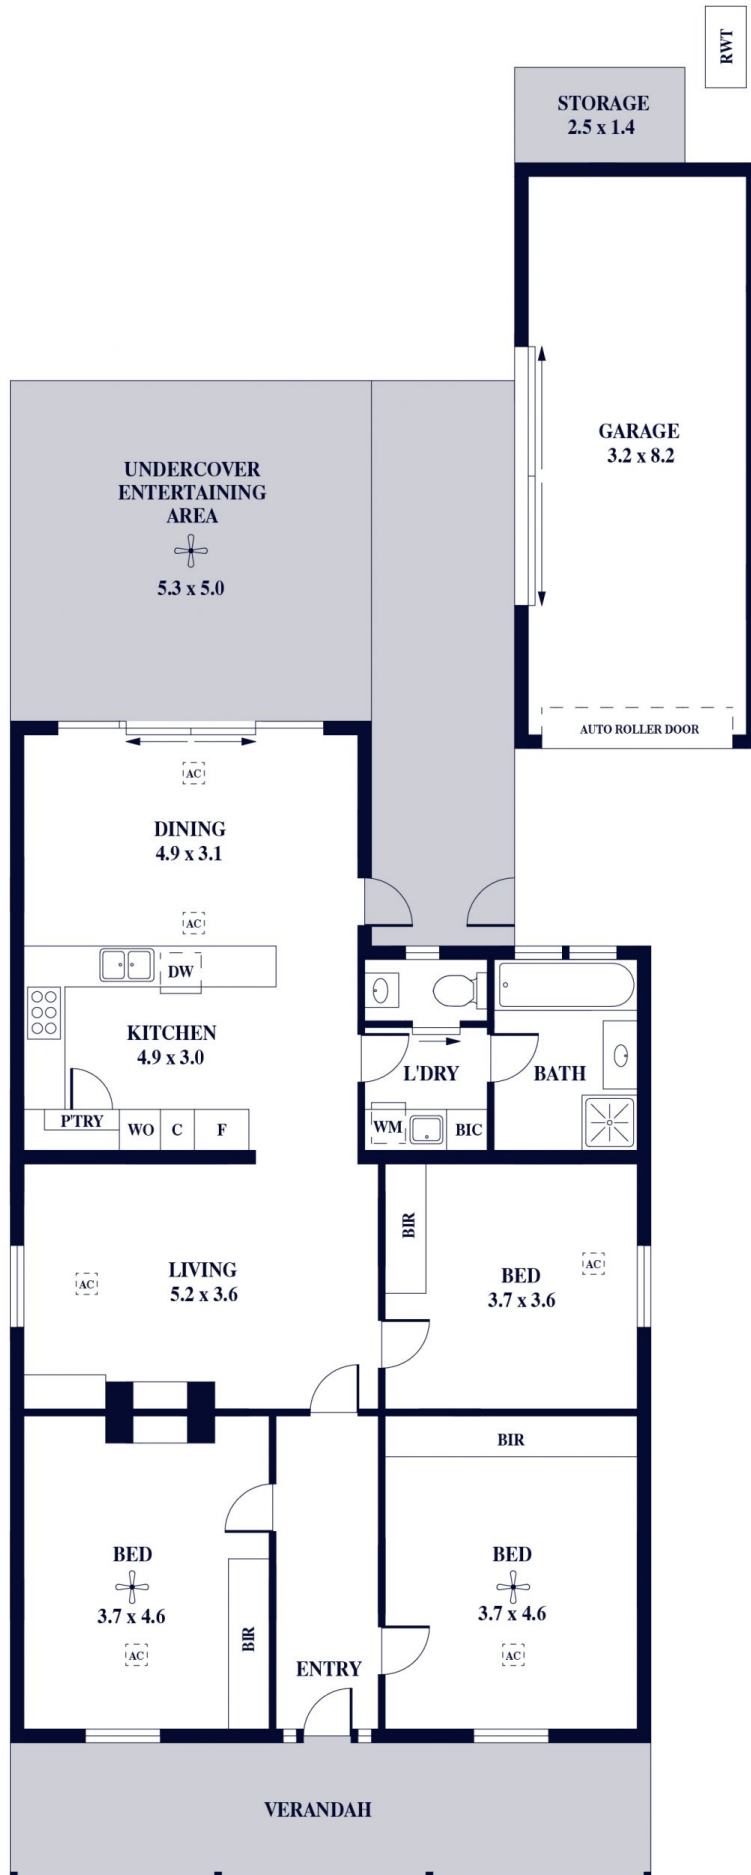 RWT
STORAGE
2.5 x 1.4
GARAGE
3.2 x 8.2
AUTO ROLLER DOOR
UNDERCOVER
ENTERTAINING
AREA
5.3 x 5.0
AC
DINING
4.9 x 3.1
AC
DW
KITCHEN
4.9 x 3.0
P'TRY
WO
C
F
L'DRY
WM
BIC
BATH
LIVING
5.2 x 3.6
AC
BIR
BED
3.7 x 3.6
AC
BED
3.7 x 4.6
AC
BIR
ENTRY
BIR
BED
3.7 x 4.6
AC
VERANDAH